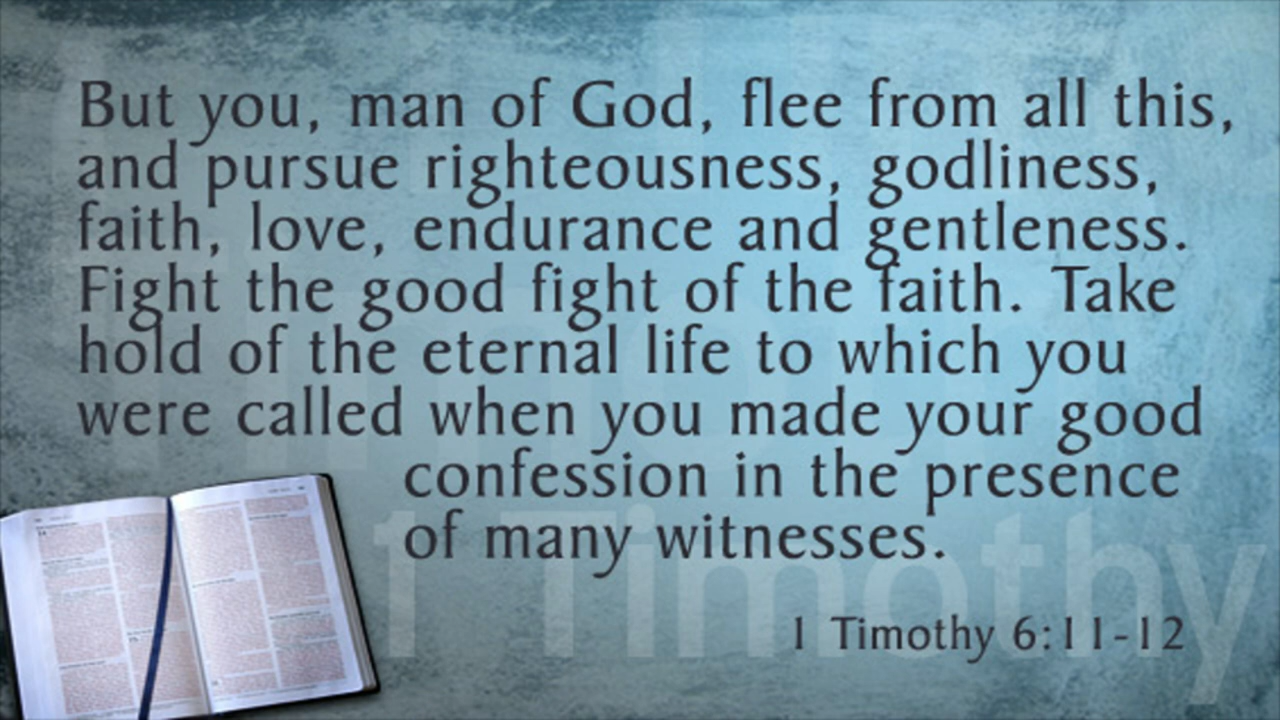 But you, man of God, flee from all this,
and pursue righteousness, godliness,
faith, love, endurance and gentleness.
Fight the good fight of the faith. Take
hold of the eternal life to which you
were called when you made your good
confession in the presence
of many witnesses.
1 Timothy
1 Timothy 6:11-12